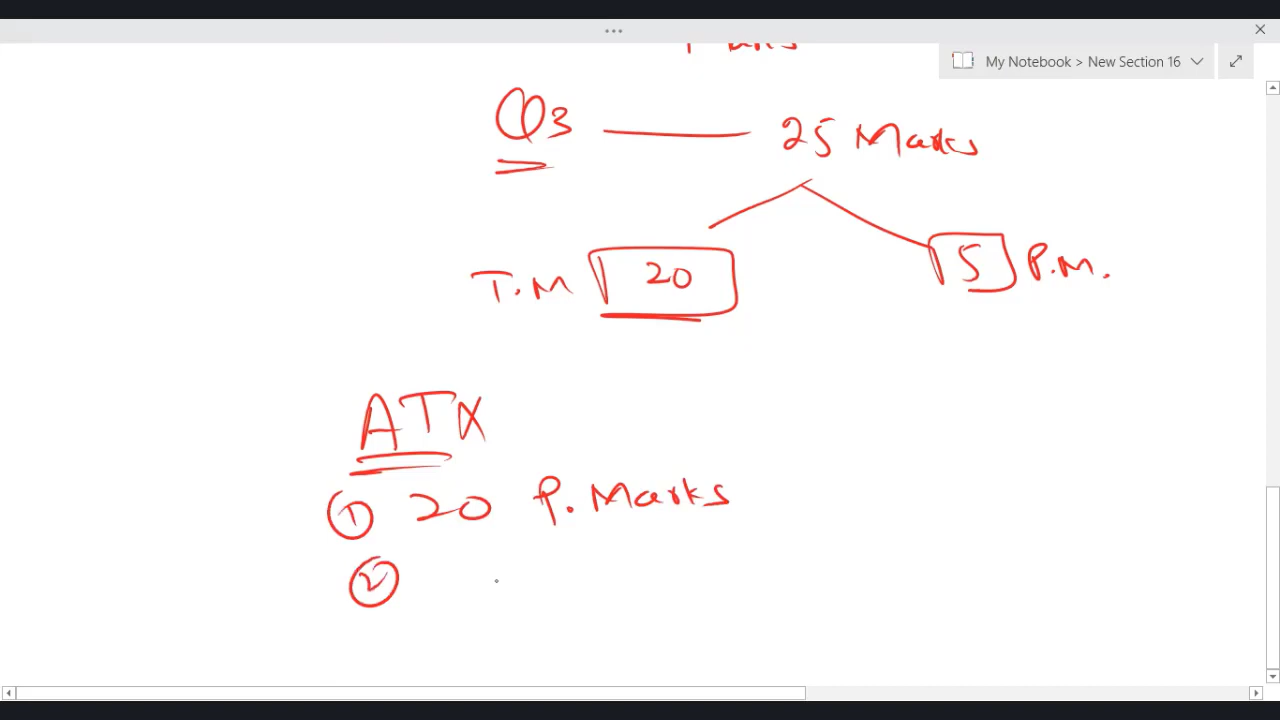 My Notebook > New Section 16
Q3 25 Marks
T.M 20 5 P.M.
ATX
① 20 P. Marks
②